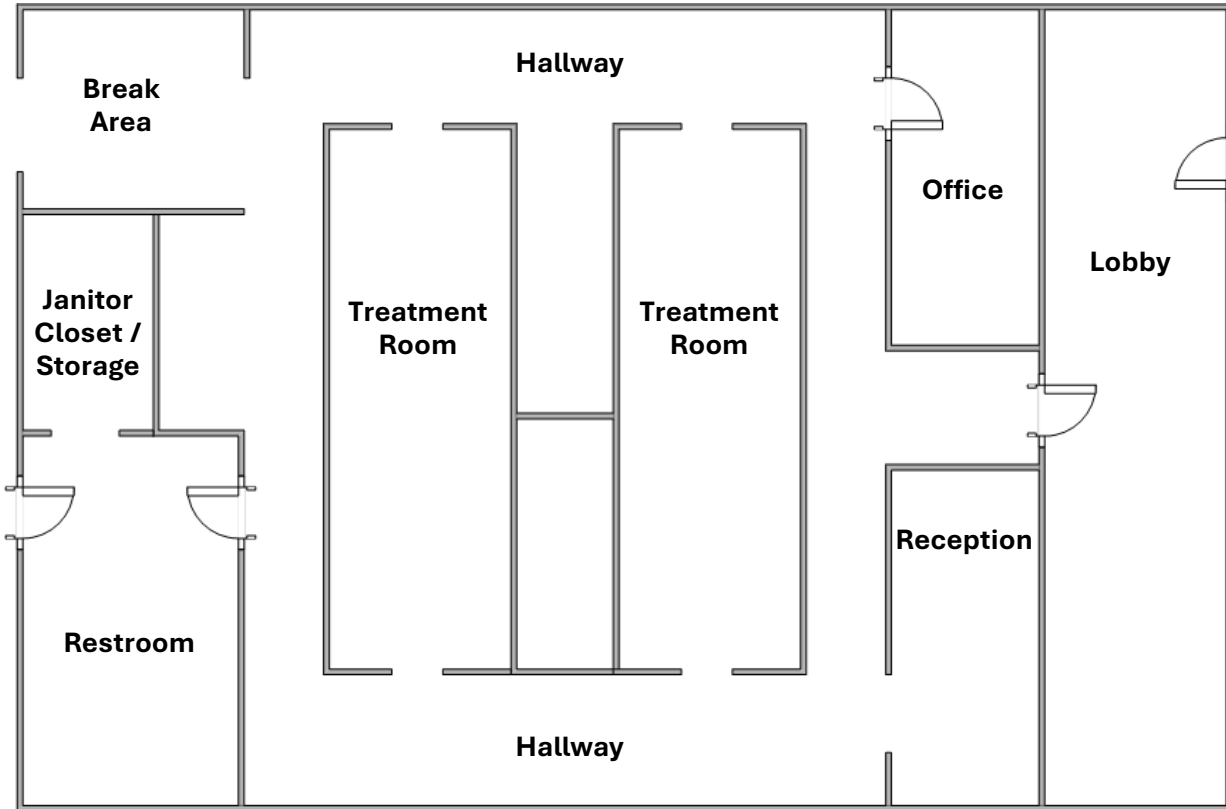 Hallway
Break
Area
Office
Lobby
Janitor
Closet /
Storage
Treatment
Room
Treatment
Room
Reception
Restroom
Hallway